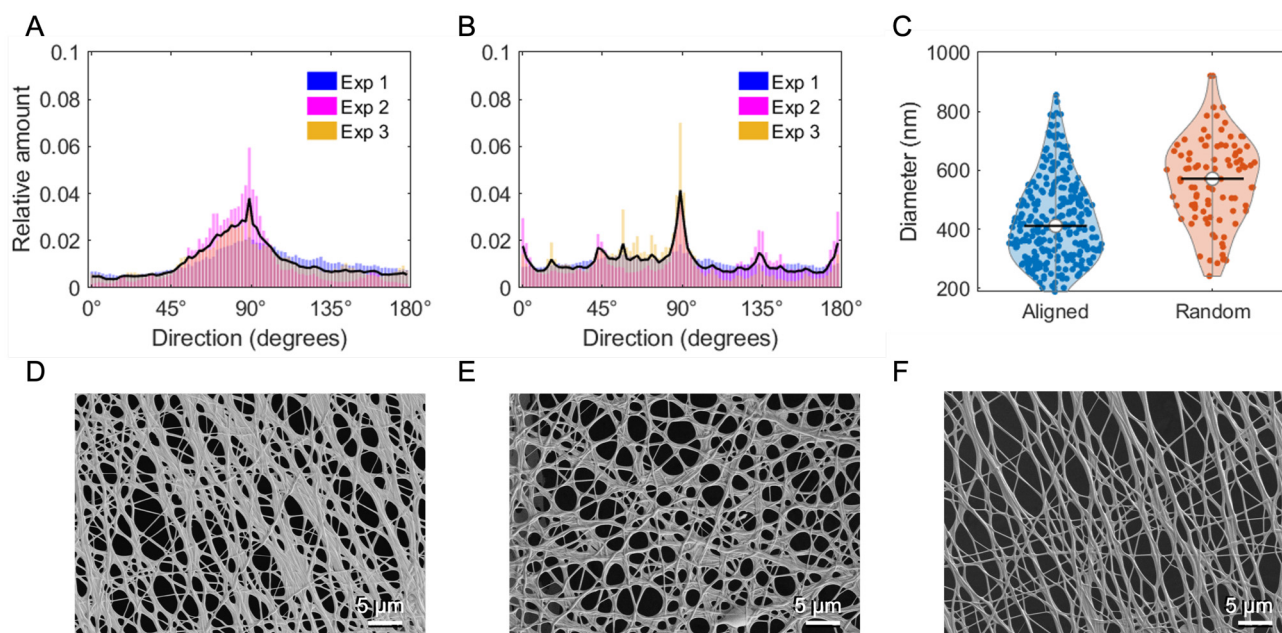 A
0.1
0.08
0.06
0.04
0.02
0
Relative amount
Exp 1
Exp 2
Exp 3
0 45 90 135 180°
Direction (degrees)
B
0.1
0.08
0.06
0.04
0.02
0
Exp 1
Exp 2
Exp 3
0 45 90 135 180°
Direction (degrees)
C
1000
800
600
400
200
Diameter (nm)
Aligned Random
D
5 µm
E
5 µm
F
5 µm